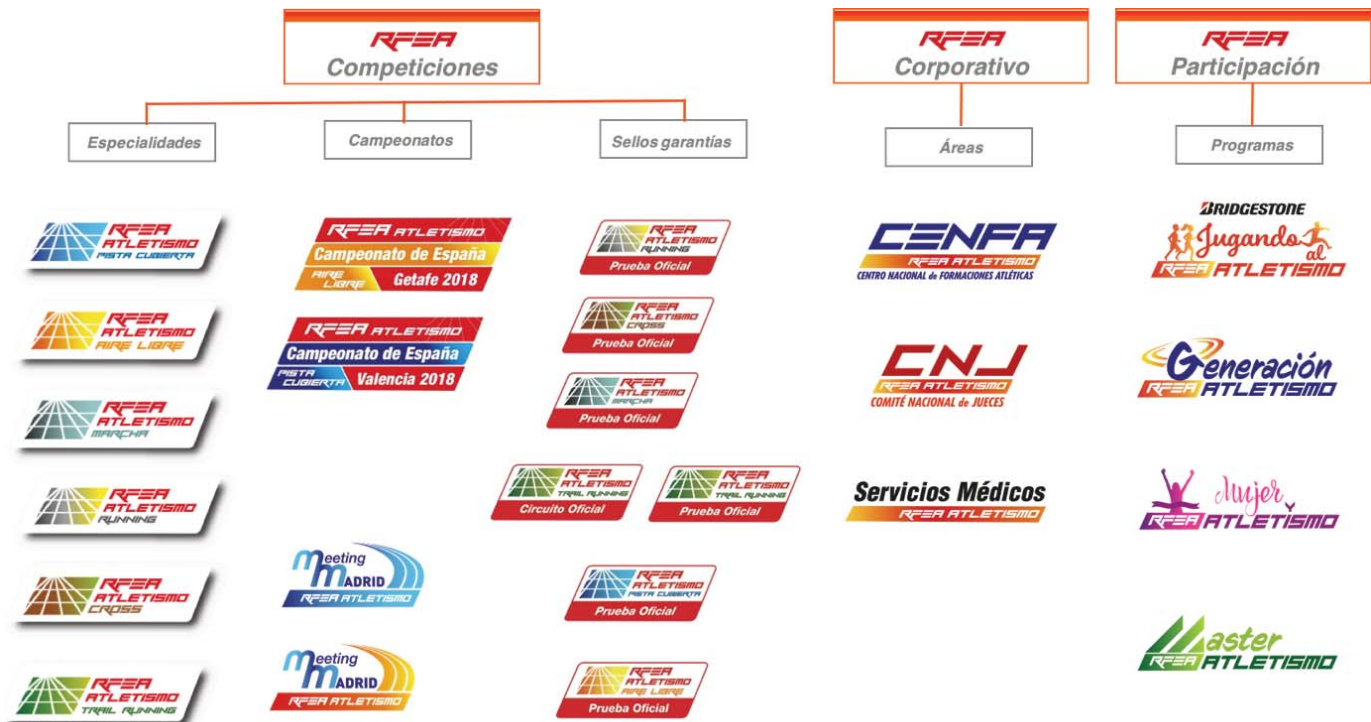 RFEA
Competiciones
RFEA
Corporativo
RFEA
Participación
Especialidades
Campeonatos
Sellos garantías
Áreas
Programas
RFEA
ATLETISMO
PISTA CUBIERTA
RFEA
ATLETISMO
AIRE LIBRE
RFEA
ATLETISMO
MARCHA
RFEA
ATLETISMO
RUNNING
RFEA
ATLETISMO
CROSS
RFEA
ATLETISMO
TRAIL RUNNING
RFEA ATLETISMO
Campeonato de España
AIRE
LIBRE
Getafe 2018
RFEA ATLETISMO
Campeonato de España
PISTA
CUBIERTA
Valencia 2018
Meeting
MADRID
RFEA ATLETISMO
Meeting
MADRID
RFEA ATLETISMO
RFEA
ATLETISMO
RUNNING
Prueba Oficial
RFEA
ATLETISMO
CROSS
Prueba Oficial
RFEA
ATLETISMO
MARCHA
Prueba Oficial
RFEA
ATLETISMO
TRAIL RUNNING
Circuito Oficial
RFEA
ATLETISMO
TRAIL RUNNING
Prueba Oficial
RFEA
ATLETISMO
PISTA CUBIERTA
Prueba Oficial
RFEA
ATLETISMO
AIRE LIBRE
Prueba Oficial
CENFA
RFEA ATLETISMO
CENTRO NACIONAL de FORMACIONES ATLÉTICAS
CNJ
RFEA ATLETISMO
COMITÉ NACIONAL de JUECES
Servicios Médicos
RFEA ATLETISMO
BRIDGESTONE
Jugando
al
RFEA ATLETISMO
Generación
RFEA ATLETISMO
Mujer
y
RFEA ATLETISMO
Master
RFEA ATLETISMO